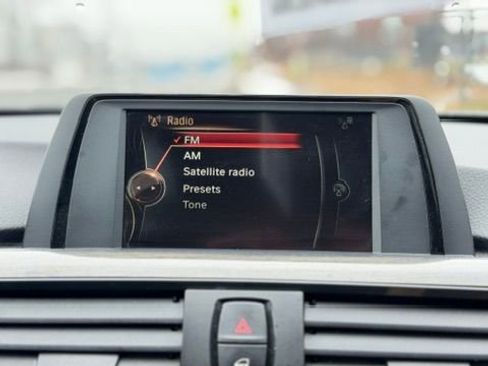 Radio
FM
AM
Satellite radio
Presets
Tone